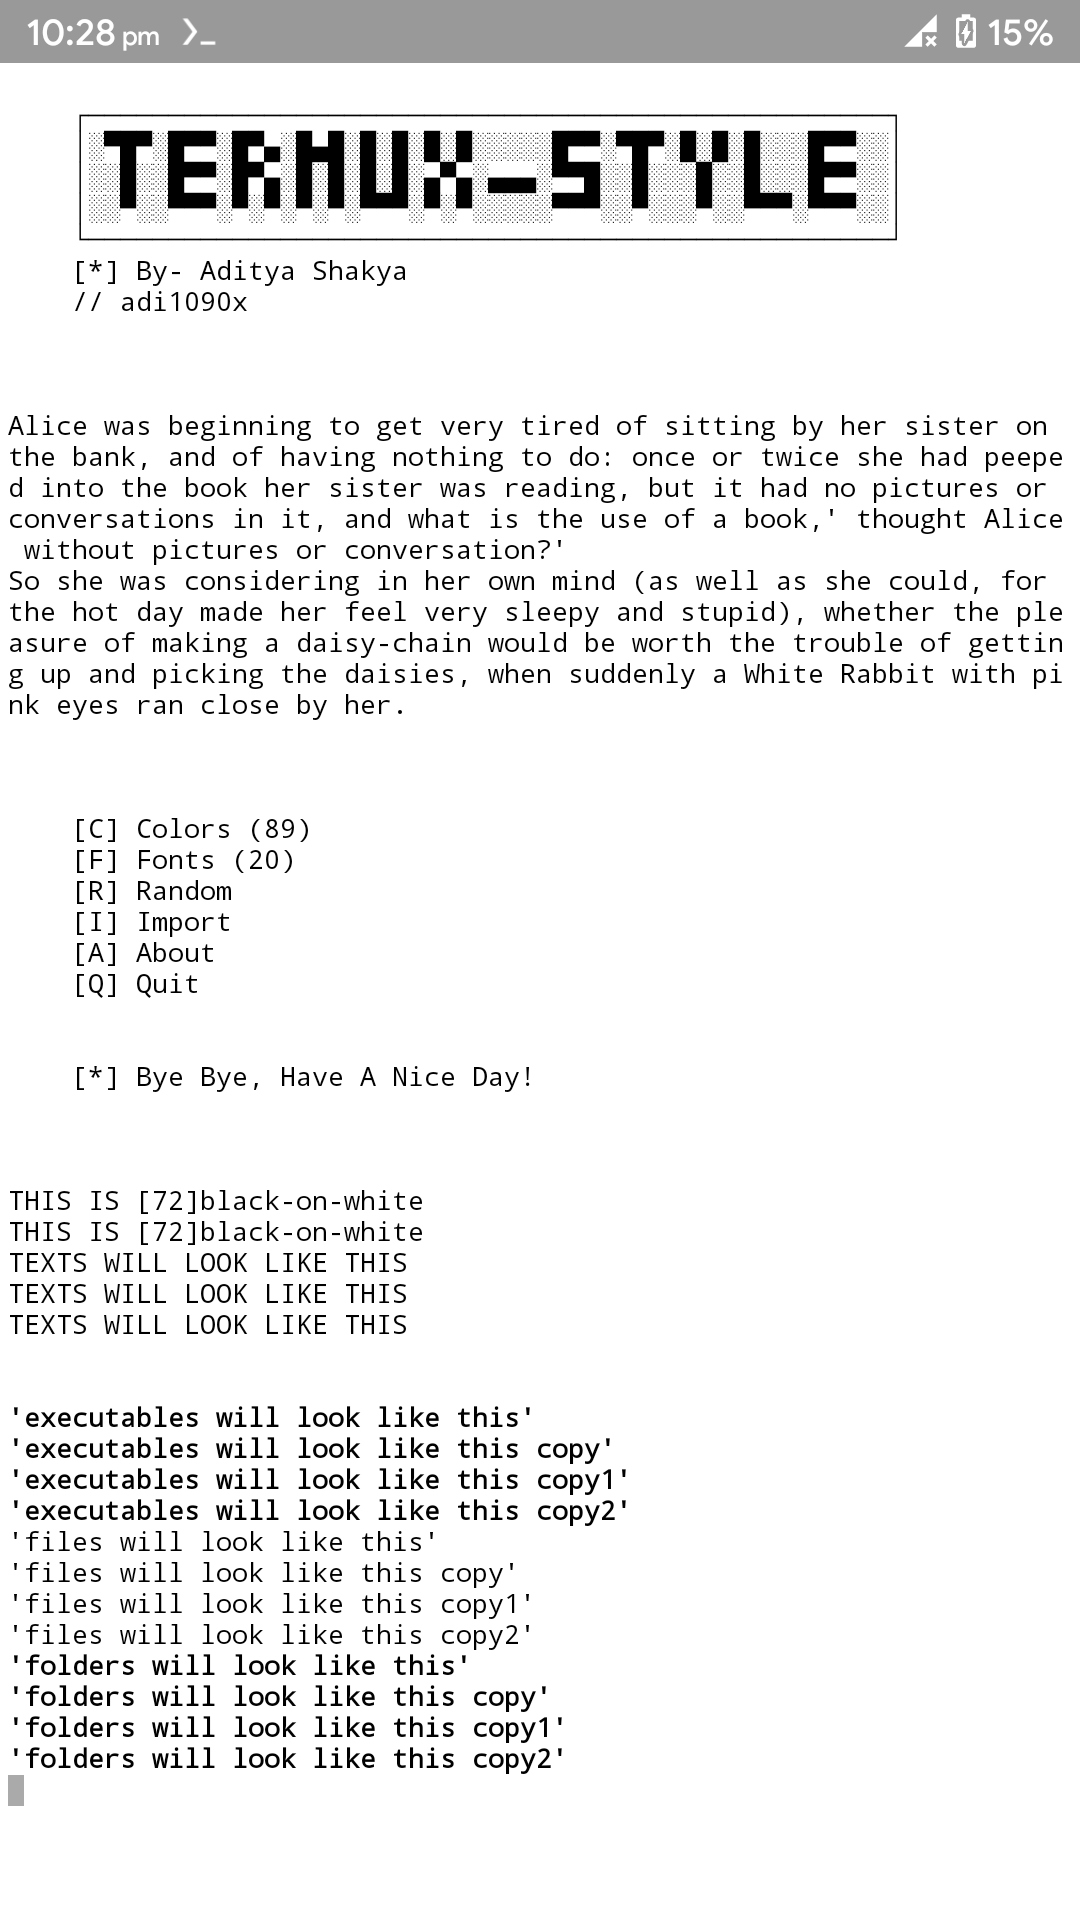 10:28 pm 15%
TERMUX-STYLE
[*] By- Aditya Shakya
// adi1090x
Alice was beginning to get very tired of sitting by her sister on
the bank, and of having nothing to do: once or twice she had peepe
d into the book her sister was reading, but it had no pictures or
conversations in it, and what is the use of a book,' thought Alice
without pictures or conversation?'
So she was considering in her own mind (as well as she could, for
the hot day made her feel very sleepy and stupid), whether the ple
asure of making a daisy-chain would be worth the trouble of gettin
g up and picking the daisies, when suddenly a White Rabbit with pi
nk eyes ran close by her.
[C] Colors (89)
[F] Fonts (20)
[R] Random
[I] Import
[A] About
[Q] Quit
[*] Bye Bye, Have A Nice Day!
THIS IS [72]black-on-white
THIS IS [72]black-on-white
TEXTS WILL LOOK LIKE THIS
TEXTS WILL LOOK LIKE THIS
TEXTS WILL LOOK LIKE THIS
'executables will look like this'
'executables will look like this copy'
'executables will look like this copy1'
'executables will look like this copy2'
'files will look like this'
'files will look like this copy'
'files will look like this copy1'
'files will look like this copy2'
'folders will look like this'
'folders will look like this copy'
'folders will look like this copy1'
'folders will look like this copy2'